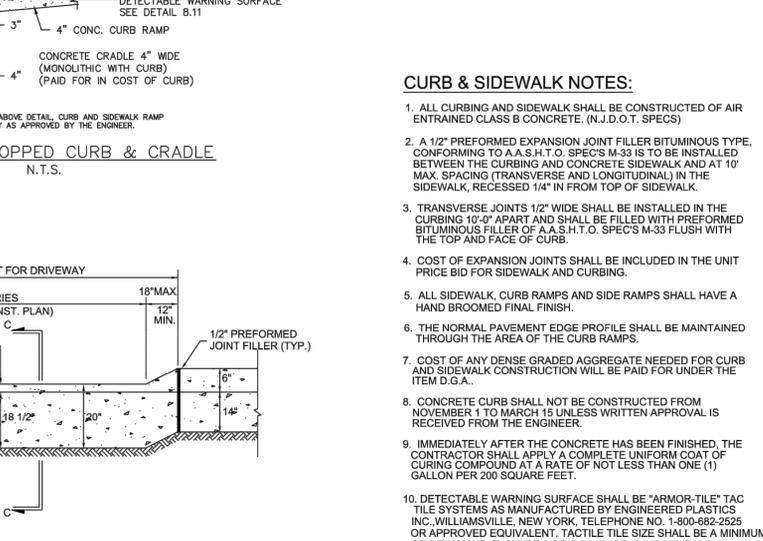 DETECTABLE WARNING SURFACE
SEE DETAIL 8.11
3"
4" CONC. CURB RAMP
CONCRETE CRADLE 4" WIDE
(MONOLITHIC WITH CURB)
4"
(PAID FOR IN COST OF CURB)
ABOVE DETAIL, CURB AND SIDEWALK RAMP
Y AS APPROVED BY THE ENGINEER.
OPPED CURB & CRADLE
N.T.S.
T FOR DRIVEWAY
18"MAX
RIES
NST. PLAN)
12"
MIN.
C
1/2" PREFORMED
JOINT FILLER (TYP.)
6"
18 1/2"
20"
14"
C
CURB & SIDEWALK NOTES:
1. ALL CURBING AND SIDEWALK SHALL BE CONSTRUCTED OF AIR
ENTRAINED CLASS B CONCRETE. (N.J.D.O.T. SPECS)
2. A 1/2" PREFORMED EXPANSION JOINT FILLER BITUMINOUS TYPE,
CONFORMING TO A.A.S.H.T.O. SPEC'S M-33 IS TO BE INSTALLED
BETWEEN THE CURBING AND CONCRETE SIDEWALK AND AT 10'
MAX. SPACING (TRANSVERSE AND LONGITUDINAL) IN THE
SIDEWALK, RECESSED 1/4" IN FROM TOP OF SIDEWALK.
3. TRANSVERSE JOINTS 1/2" WIDE SHALL BE INSTALLED IN THE
CURBING 10'-0" APART AND SHALL BE FILLED WITH PREFORMED
BITUMINOUS FILLER OF A.A.S.H.T.O. SPEC'S M-33 FLUSH WITH
THE TOP AND FACE OF CURB.
4. COST OF EXPANSION JOINTS SHALL BE INCLUDED IN THE UNIT
PRICE BID FOR SIDEWALK AND CURBING.
5. ALL SIDEWALK, CURB RAMPS AND SIDE RAMPS SHALL HAVE A
HAND BROOMED FINAL FINISH.
6. THE NORMAL PAVEMENT EDGE PROFILE SHALL BE MAINTAINED
THROUGH THE AREA OF THE CURB RAMPS.
7. COST OF ANY DENSE GRADED AGGREGATE NEEDED FOR CURB
AND SIDEWALK CONSTRUCTION WILL BE PAID FOR UNDER THE
ITEM D.G.A..
8. CONCRETE CURB SHALL NOT BE CONSTRUCTED FROM
NOVEMBER 1 TO MARCH 15 UNLESS WRITTEN APPROVAL IS
RECEIVED FROM THE ENGINEER.
9. IMMEDIATELY AFTER THE CONCRETE HAS BEEN FINISHED, THE
CONTRACTOR SHALL APPLY A COMPLETE UNIFORM COAT OF
CURING COMPOUND AT A RATE OF NOT LESS THAN ONE (1)
GALLON PER 200 SQUARE FEET.
10. DETECTABLE WARNING SURFACE SHALL BE "ARMOR-TILE" TAC
TILE SYSTEMS AS MANUFACTURED BY ENGINEERED PLASTICS
INC.,WILLIAMSVILLE, NEW YORK, TELEPHONE NO. 1-800-682-2525
OR APPROVED EQUIVALENT. TACTILE TILE SIZE SHALL BE A MINIMUM